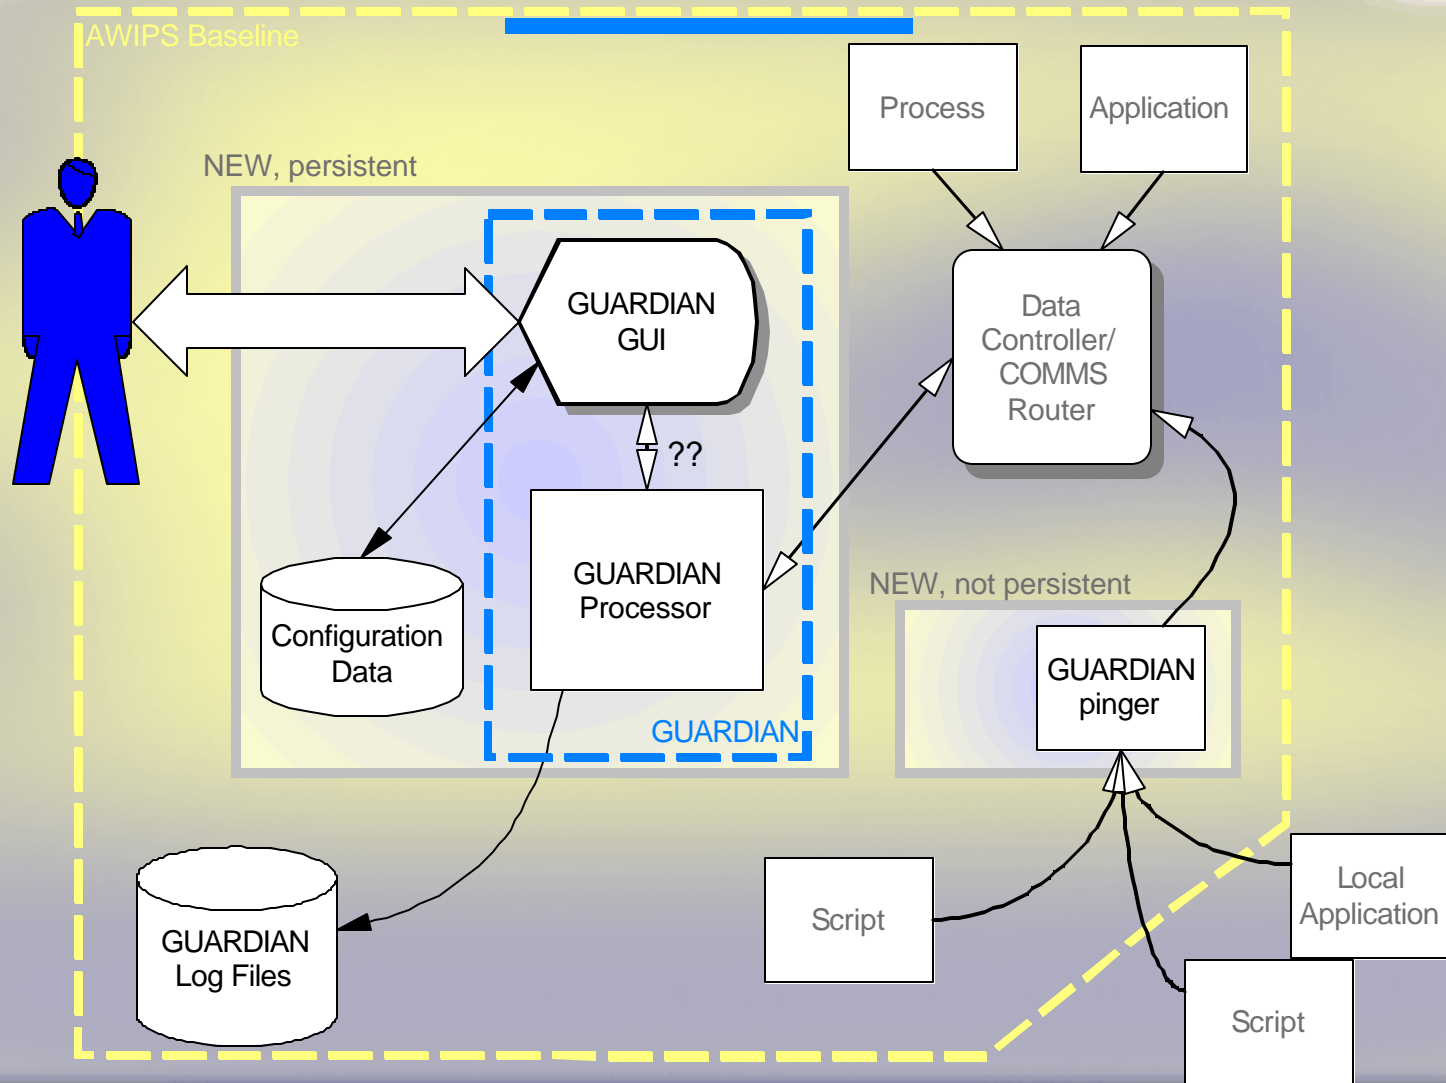 AWIPS Baseline
Process
Application
NEW, persistent
GUARDIAN
GUI
Data
Controller/
COMMS
Router
??
GUARDIAN
Processor
NEW, not persistent
Configuration
Data
GUARDIAN
pinger
GUARDIAN
Local
Application
Script
GUARDIAN
Log Files
Script